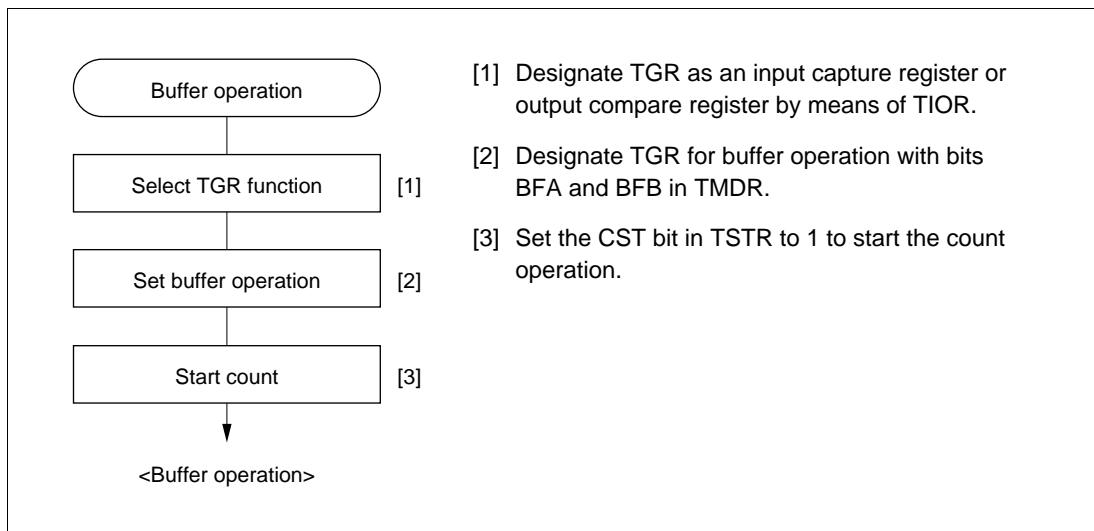 Buffer operation
Select TGR function
[1]
Set buffer operation
[2]
Start count
[3]
<Buffer operation>
[1] Designate TGR as an input capture register or
output compare register by means of TIOR.
[2] Designate TGR for buffer operation with bits
BFA and BFB in TMDR.
[3] Set the CST bit in TSTR to 1 to start the count
operation.